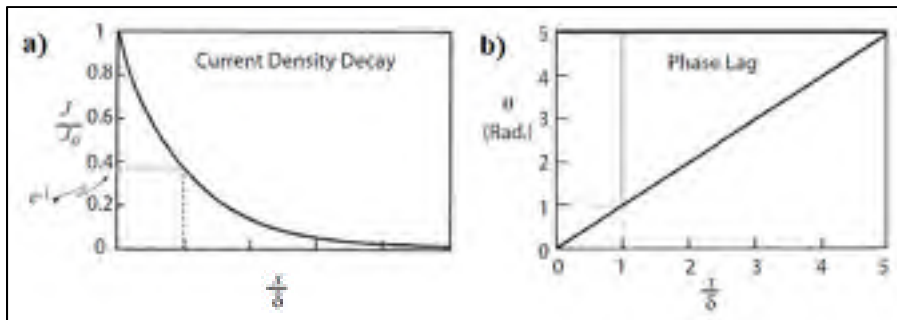 a)
Current Density Decay
1
0.8
0.6
0.4
0.2
0
J
J₀
e⁻¹
x
δ
b)
Phase Lag
5
4
3
2
1
0
θ
(Rad.)
0 1 2 3 4 5
x
δ